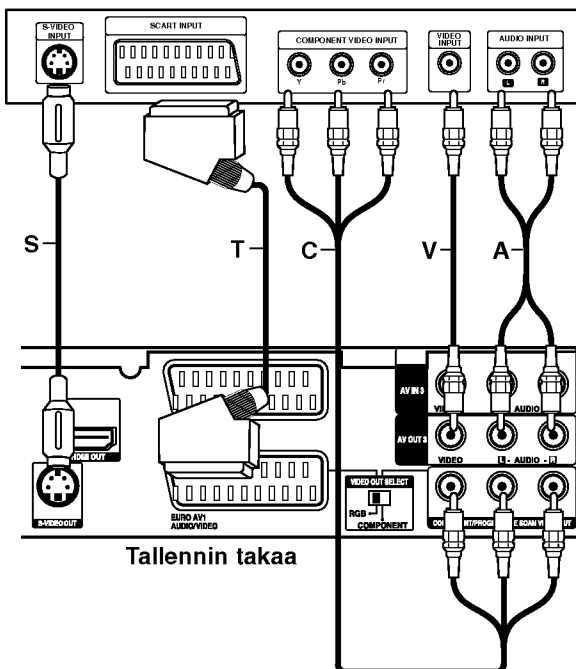 S-VIDEO
INPUT
SCART INPUT
COMPONENT VIDEO INPUT
Y Pb Pr
VIDEO
INPUT
AUDIO INPUT
L R
S
T
C
V
A
AV IN 3
AUDIO
AV OUT 3
VIDEO
L - AUDIO - R
S-VIDEO OUT
EURO AV1
AUDIO/VIDEO
VIDEO OUT SELECT
RGB
COMPONENT
SCAN
Tallennin takaa